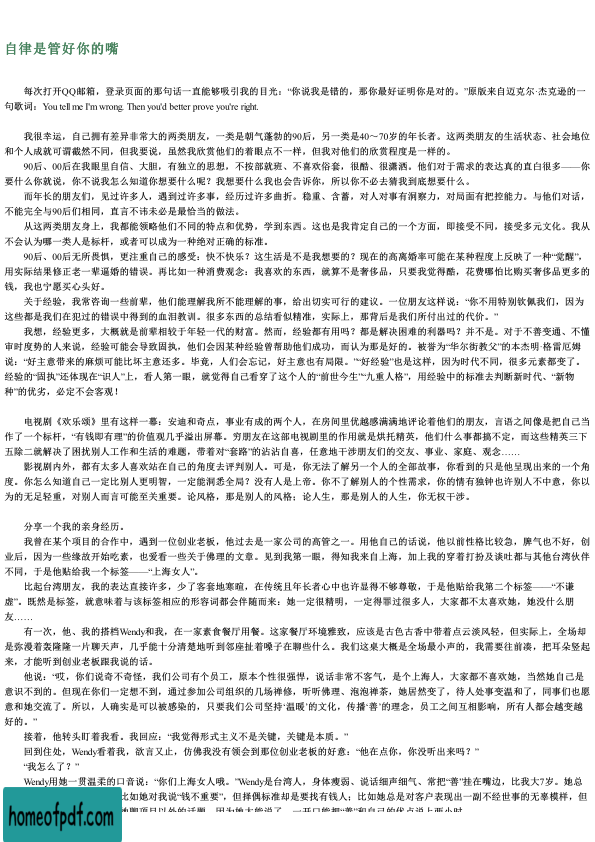 自律是管好你的嘴
每次打开QQ邮箱，登录页面的那句话一直能够吸引我的目光：“你说我是错的，那你最好证明你是对的。”原版来自迈克尔·杰克逊的一
句歌词：You tell me I'm wrong. Then you'd better prove you're right.
我很幸运，自己拥有差异非常大的两类朋友，一类是朝气蓬勃的90后，另一类是40～70岁的年长者。这两类朋友的生活状态、社会地位
和个人成就可谓截然不同，但我要说，虽然我欣赏他们的着眼点不一样，但我对他们的欣赏程度是一样的。
90后、00后在我眼里自信、大胆，有独立的思想，不按部就班、不喜欢俗套，很酷、很潇洒。他们对于需求的表达真的直白很多——你
要什么你就说，你不说我怎么知道你想要什么呢？我想要什么我也会告诉你，所以你不必去猜我到底想要什么。
而年长的朋友们，见过许多人，遇到过许多事，经历过许多曲折。稳重、含蓄，对人对事有洞察力，对局面有把控能力。与他们对话，
不能完全与90后们相同，直言不讳未必是最恰当的做法。
从这两类朋友身上，我都能领略他们不同的特点和优势，学到东西。这也是我肯定自己的一个方面，即接受不同，接受多元文化。我从
不会认为哪一类人是标杆，或者可以成为一种绝对正确的标准。
90后、00后无所畏惧，更注重自己的感受：快不快乐？这生活是不是我想要的？现在的高离婚率可能在某种程度上反映了一种“觉醒”，
用实际结果修正老一辈逼婚的错误。再比如一种消费观念：我喜欢的东西，就算不是奢侈品，只要我觉得酷，花费哪怕比购买奢侈品更多的
钱，我也宁愿买心头好。
关于经验，我常咨询一些前辈，他们能理解我所不能理解的事，给出切实可行的建议。一位朋友这样说：“你不用特别钦佩我们，因为
这些都是我们在犯过的错误中得到的血泪教训。很多东西的总结看似精准，实际上，那背后是我们所付出过的代价。”
我想，经验更多，大概就是前辈相较于年轻一代的财富。然而，经验都有用吗？都是解决困难的利器吗？并不是。对于不善变通、不懂
审时度势的人来说，经验可能会导致固执，他们会因某种经验曾帮助他们成功，而认为那是好的。被誉为“华尔街教父”的本杰明·格雷厄姆
说：“好主意带来的麻烦可能比坏主意还多。毕竟，人们会忘记，好主意也有局限。”“好经验”也是这样，因为时代不同，很多元素都变了。
经验的“固执”还体现在“识人”上，看人第一眼，就觉得自己看穿了这个人的“前世今生”“九重人格”，用经验中的标准去判断新时代、“新物
种”的优劣，必定不会客观！
电视剧《欢乐颂》里有这样一幕：安迪和奇点，事业有成的两个人，在房间里优越感满满地评论着他们的朋友，言语之间像是把自己当
作了一个标杆，“有钱即有理”的价值观几乎溢出屏幕。穷朋友在这部电视剧里的作用就是烘托精英，他们什么事都搞不定，而这些精英三下
五除二就解决了困扰别人工作和生活的难题，带着对“套路”的沾沾自喜，任意地干涉朋友们的交友、事业、家庭、观念……
影视剧内外，都有太多人喜欢站在自己的角度去评判别人。可是，你无法了解另一个人的全部故事，你看到的只是他呈现出来的一个角
度。你怎么知道自己一定比别人更明智，一定能洞悉全局？没有人是上帝。你不了解别人的个性需求，你的情有独钟也许别人不中意，你以
为的无足轻重，对别人而言可能至关重要。论风格，那是别人的风格；论人生，那是别人的人生，你无权干涉。
分享一个我的亲身经历。
我曾在某个项目的合作中，遇到一位创业老板，他过去是一家公司的高管之一。用他自己的话说，他以前性格比较急，脾气也不好，创
业后，因为一些缘故开始吃素，也爱看一些关于佛理的文章。见到我第一眼，得知我来自上海，加上我的穿着打扮及谈吐都与其他台湾伙伴
不同，于是他贴给我一个标签——“上海女人”。
比起台湾朋友，我的表达直接许多，少了客套地寒暄，在传统且年长者心中也许显得不够尊敬，于是他贴给我第二个标签——“不谦
虚”。既然是标签，就意味着与该标签相应的形容词都会伴随而来：她一定很精明，一定得罪过很多人，大家都不太喜欢她，她没什么朋
友……
有一次，他、我的搭档Wendy和我，在一家素食餐厅用餐。这家餐厅环境雅致，应该是古色古香中带着点云淡风轻，但实际上，全场却
是弥漫着轰隆隆一片聊天声，几乎能十分清楚地听到邻座扯着嗓子在聊些什么。我们这桌大概是全场最小声的，我需要往前凑，把耳朵竖起
来，才能听到创业老板跟我说的话。
他说：“哎，你们说奇不奇怪，我们公司有个员工，原本个性很强悍，说话非常不客气，是个上海人，大家都不喜欢她，当然她自己是
意识不到的。但现在你们一定想不到，通过参加公司组织的几场禅修，听听佛理、泡泡禅茶，她居然变了，待人处事变温和了，同事们也愿
意和她交流了。所以，人确实是可以被感染的，只要我们公司坚持‘温暖’的文化，传播‘善’的理念，员工之间互相影响，所有人都会越变越
好的。”
接着，他转头盯着我看。我回应：“我觉得形式主义不是关键，关键是本质。”
回到住处，Wendy看着我，欲言又止，仿佛我没有领会到那位创业老板的好意：“他在点你，你没听出来吗？”
“我怎么了？”
Wendy用她一贯温柔的口音说：“你们上海女人哦。”Wendy是台湾人，身体瘦弱、说话细声细气、常把“善”挂在嘴边，比我大7岁。她总
比如她对我说“钱不重要”，但择偶标准却是要找有钱人；比如她总是对客户表现出一副不经世事的无辜模样，但
homeofpdf.com